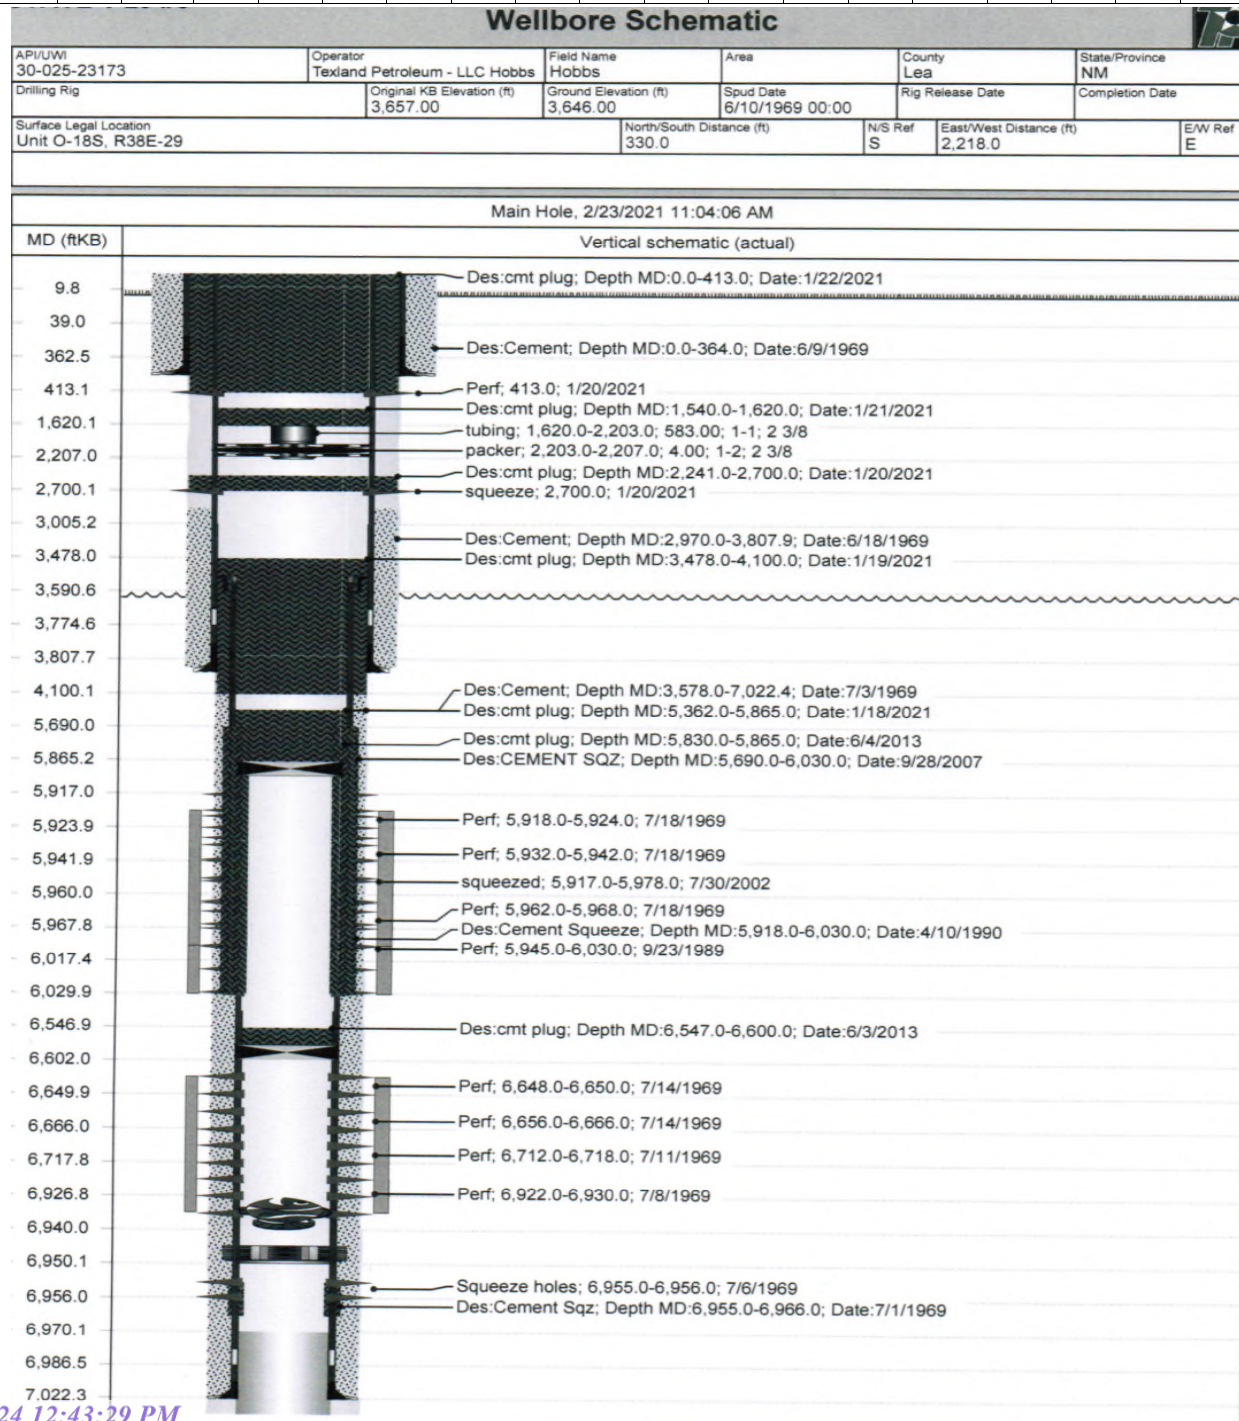 Wellbore Schematic
API/UWI Operator Field Name Area County State/Province
30-025-23173 Texland Petroleum - LLC Hobbs Hobbs Lea NM
Drilling Rig Original KB Elevation (ft) Ground Elevation (ft) Spud Date Rig Release Date Completion Date
3,657.00 3,646.00 6/10/1969 00:00
Surface Legal Location North/South Distance (ft) N/S Ref East/West Distance (ft) E/W Ref
Unit O-18S, R38E-29 330.0 S 2,218.0 E
Main Hole, 2/23/2021 11:04:06 AM
MD (ftKB) Vertical schematic (actual)
Des:cmt plug; Depth MD:0.0-413.0; Date:1/22/2021
9.8
39.0
Des:Cement; Depth MD:0.0-364.0; Date:6/9/1969
362.5
413.1 Perf; 413.0; 1/20/2021
Des:cmt plug; Depth MD:1,540.0-1,620.0; Date:1/21/2021
1,620.1
tubing; 1,620.0-2,203.0; 583.00; 1-1; 2 3/8
2,207.0 packer; 2,203.0-2,207.0; 4.00; 1-2; 2 3/8
Des:cmt plug; Depth MD:2,241.0-2,700.0; Date:1/20/2021
2,700.1 squeeze; 2,700.0; 1/20/2021
3,005.2
Des:Cement; Depth MD:2,970.0-3,807.9; Date:6/18/1969
3,478.0 Des:cmt plug; Depth MD:3,478.0-4,100.0; Date:1/19/2021
3,590.6
3,774.6
3,807.7
4,100.1 Des:Cement; Depth MD:3,578.0-7,022.4; Date:7/3/1969
Des:cmt plug; Depth MD:5,362.0-5,865.0; Date:1/18/2021
5,690.0
Des:cmt plug; Depth MD:5,830.0-5,865.0; Date:6/4/2013
5,865.2 Des:CEMENT SQZ; Depth MD:5,690.0-6,030.0; Date:9/28/2007
5,917.0
5,923.9 Perf; 5,918.0-5,924.0; 7/18/1969
5,941.9 Perf; 5,932.0-5,942.0; 7/18/1969
squeezed; 5,917.0-5,978.0; 7/30/2002
5,960.0
Perf; 5,962.0-5,968.0; 7/18/1969
5,967.8 Des:Cement Squeeze; Depth MD:5,918.0-6,030.0; Date:4/10/1990
Perf; 5,945.0-6,030.0; 9/23/1989
6,017.4
6,029.9
6,546.9 Des:cmt plug; Depth MD:6,547.0-6,600.0; Date:6/3/2013
6,602.0
6,649.9 Perf; 6,648.0-6,650.0; 7/14/1969
6,666.0 Perf; 6,656.0-6,666.0; 7/14/1969
6,717.8 Perf; 6,712.0-6,718.0; 7/11/1969
6,926.8 Perf; 6,922.0-6,930.0; 7/8/1969
6,940.0
6,950.1
Squeeze holes; 6,955.0-6,956.0; 7/6/1969
6,956.0
Des:Cement Sqz; Depth MD:6,955.0-6,966.0; Date:7/1/1969
6,970.1
6,986.5
7,022.3
24 12:43:29 PM